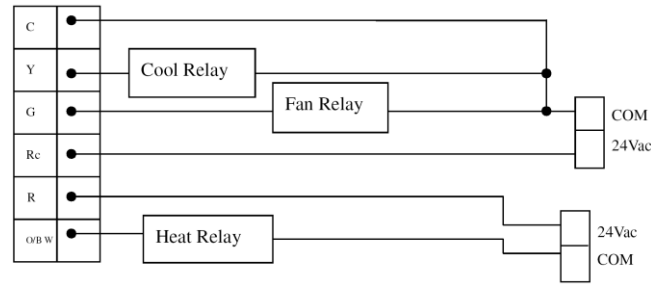 C
Y
Cool Relay
G
Fan Relay
COM
Rc
24Vac
R
O/B W
Heat Relay
24Vac
COM